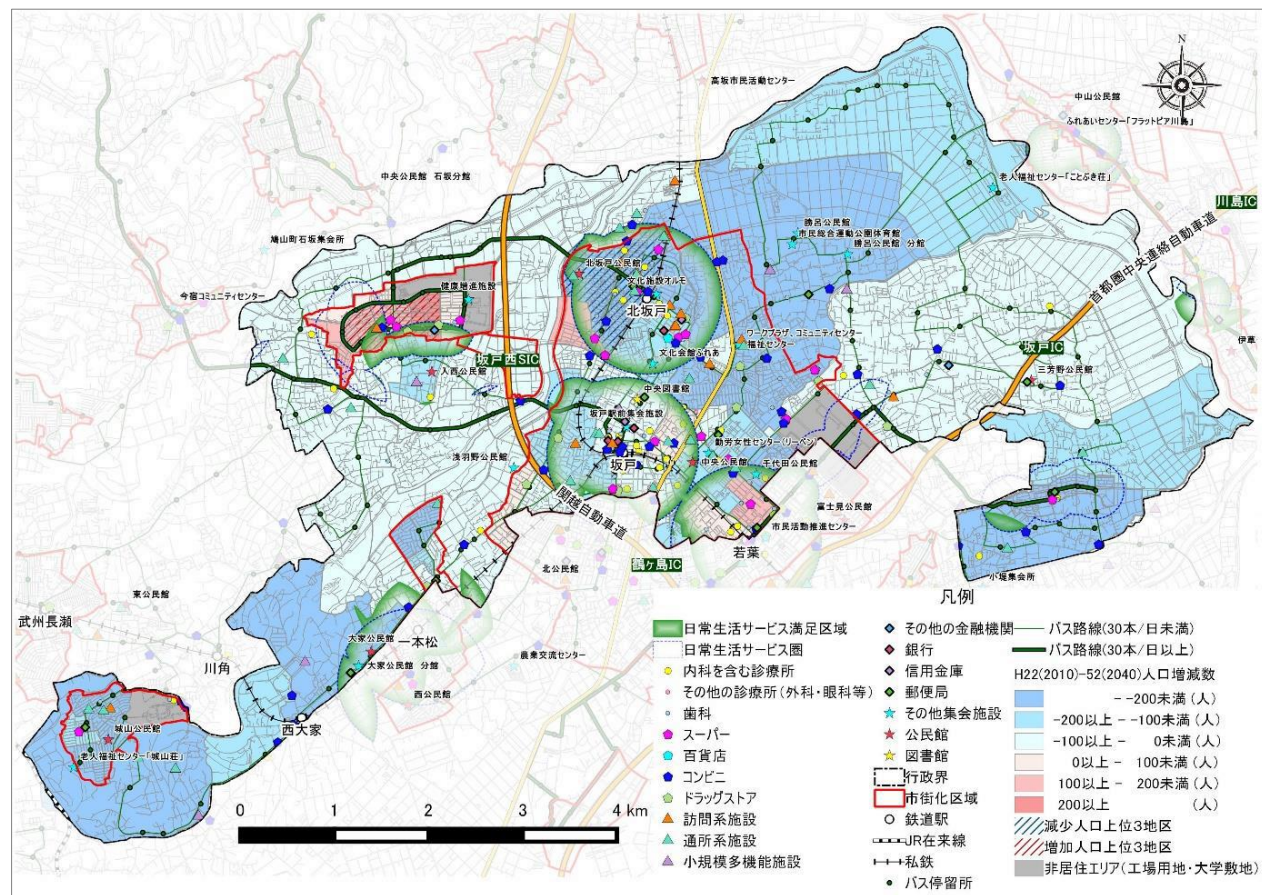 N
高坂市民活動センター
中山公民館
ふれあいセンター「フラットピア川島」
中央公民館 石坂分館
老人福祉センター「ことぶき荘」
川島IC
首都圏中央連絡自動車道
鳩山町石坂集会所
勝呂公民館
市民総合運動公園体育館
勝呂公民館 分館
北坂戸公民館
文化施設オルモ
健康増進施設
今宿コミュニティセンター
北坂戸
ワークプラザ、コミュニティセンター
福祉センター
伊草
文化会館ふれあ
坂戸西SIC
坂戸IC
入西公民館
三芳野公民館
中央図書館
坂戸駅前集会施設
勤労女性センター(リーベン)
浅羽野公民館
坂戸
中央公民館
千代田公民館
関越自動車道
富士見公民館
市民活動推進センター
若葉
鶴ヶ島IC
北公民館
小堤集会所
東公民館
武州長瀬
大家公民館
一本松
川角
大家公民館 分館
農業交流センター
西公民館
城山公民館
西大家
老人福祉センター「城山荘」
0 1 2 3 4 km
凡例
日常生活サービス満足区域
日常生活サービス圏
内科を含む診療所
その他の診療所(外科・眼科等)
歯科
スーパー
百貨店
コンビニ
ドラッグストア
訪問系施設
通所系施設
小規模多機能施設
その他の金融機関
銀行
信用金庫
郵便局
その他集会施設
公民館
図書館
行政界
市街化区域
鉄道駅
JR在来線
私鉄
バス停留所
バス路線(30本/日未満)
バス路線(30本/日以上)
H22(2010)-52(2040)人口増減数
- -200未満(人)
-200以上 - -100未満(人)
-100以上 - 0未満(人)
0以上 - 100未満(人)
100以上 - 200未満(人)
200以上 (人)
減少人口上位3地区
増加人口上位3地区
非居住エリア(工場用地・大学敷地)